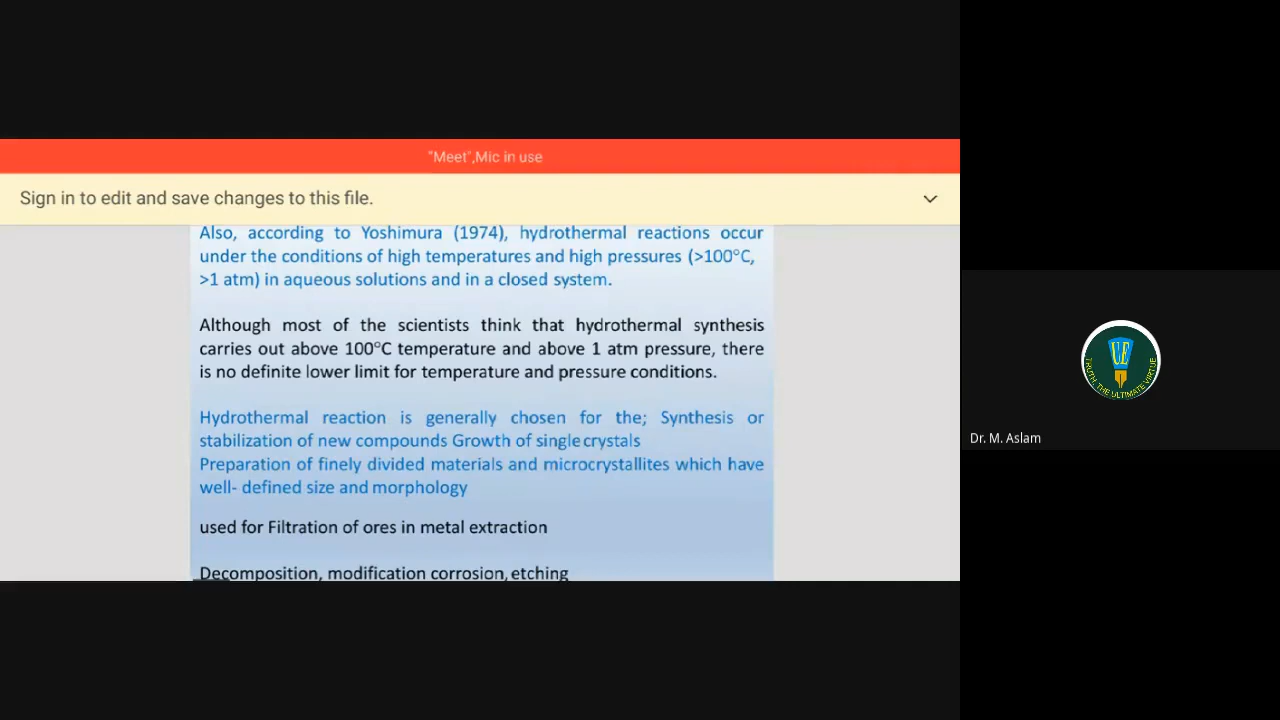 "Meet",Mic in use
Sign in to edit and save changes to this file.
Also, according to Yoshimura (1974), hydrothermal reactions occur
under the conditions of high temperatures and high pressures (>100°C,
>1 atm) in aqueous solutions and in a closed system.
Although most of the scientists think that hydrothermal synthesis
carries out above 100°C temperature and above 1 atm pressure, there
is no definite lower limit for temperature and pressure conditions.
Hydrothermal reaction is generally chosen for the; Synthesis or
stabilization of new compounds Growth of single crystals
Preparation of finely divided materials and microcrystallites which have
well- defined size and morphology
used for Filtration of ores in metal extraction
Decomposition, modification corrosion, etching
UE
TRUTH, THE ULTIMATE VIRTUE
Dr. M. Aslam